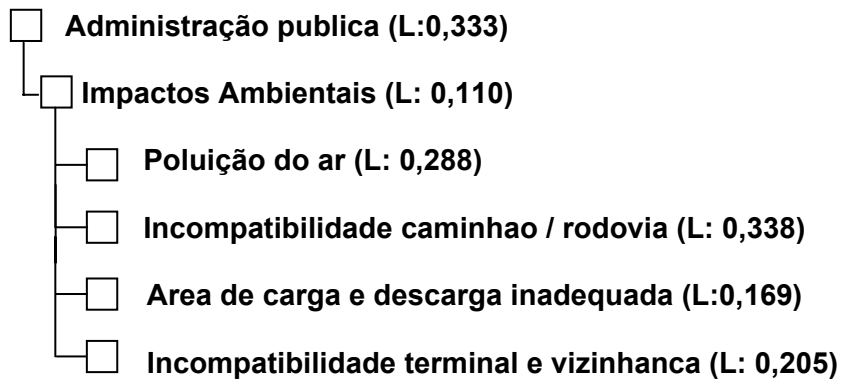 Administração publica (L:0,333)
Impactos Ambientais (L: 0,110)
Poluição do ar (L: 0,288)
Incompatibilidade caminhao / rodovia (L: 0,338)
Area de carga e descarga inadequada (L:0,169)
Incompatibilidade terminal e vizinhanca (L: 0,205)